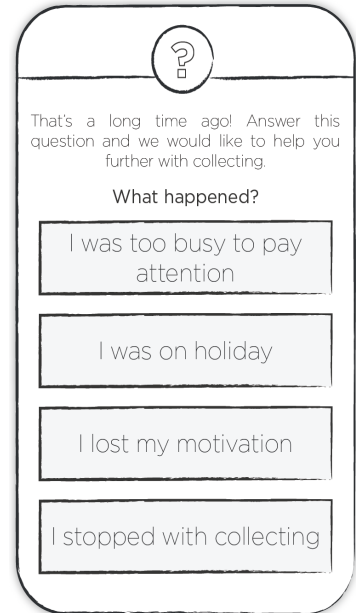 ?
That's a long time ago! Answer this
question and we would like to help you
further with collecting.
What happened?
I was too busy to pay
attention
I was on holiday
I lost my motivation
I stopped with collecting